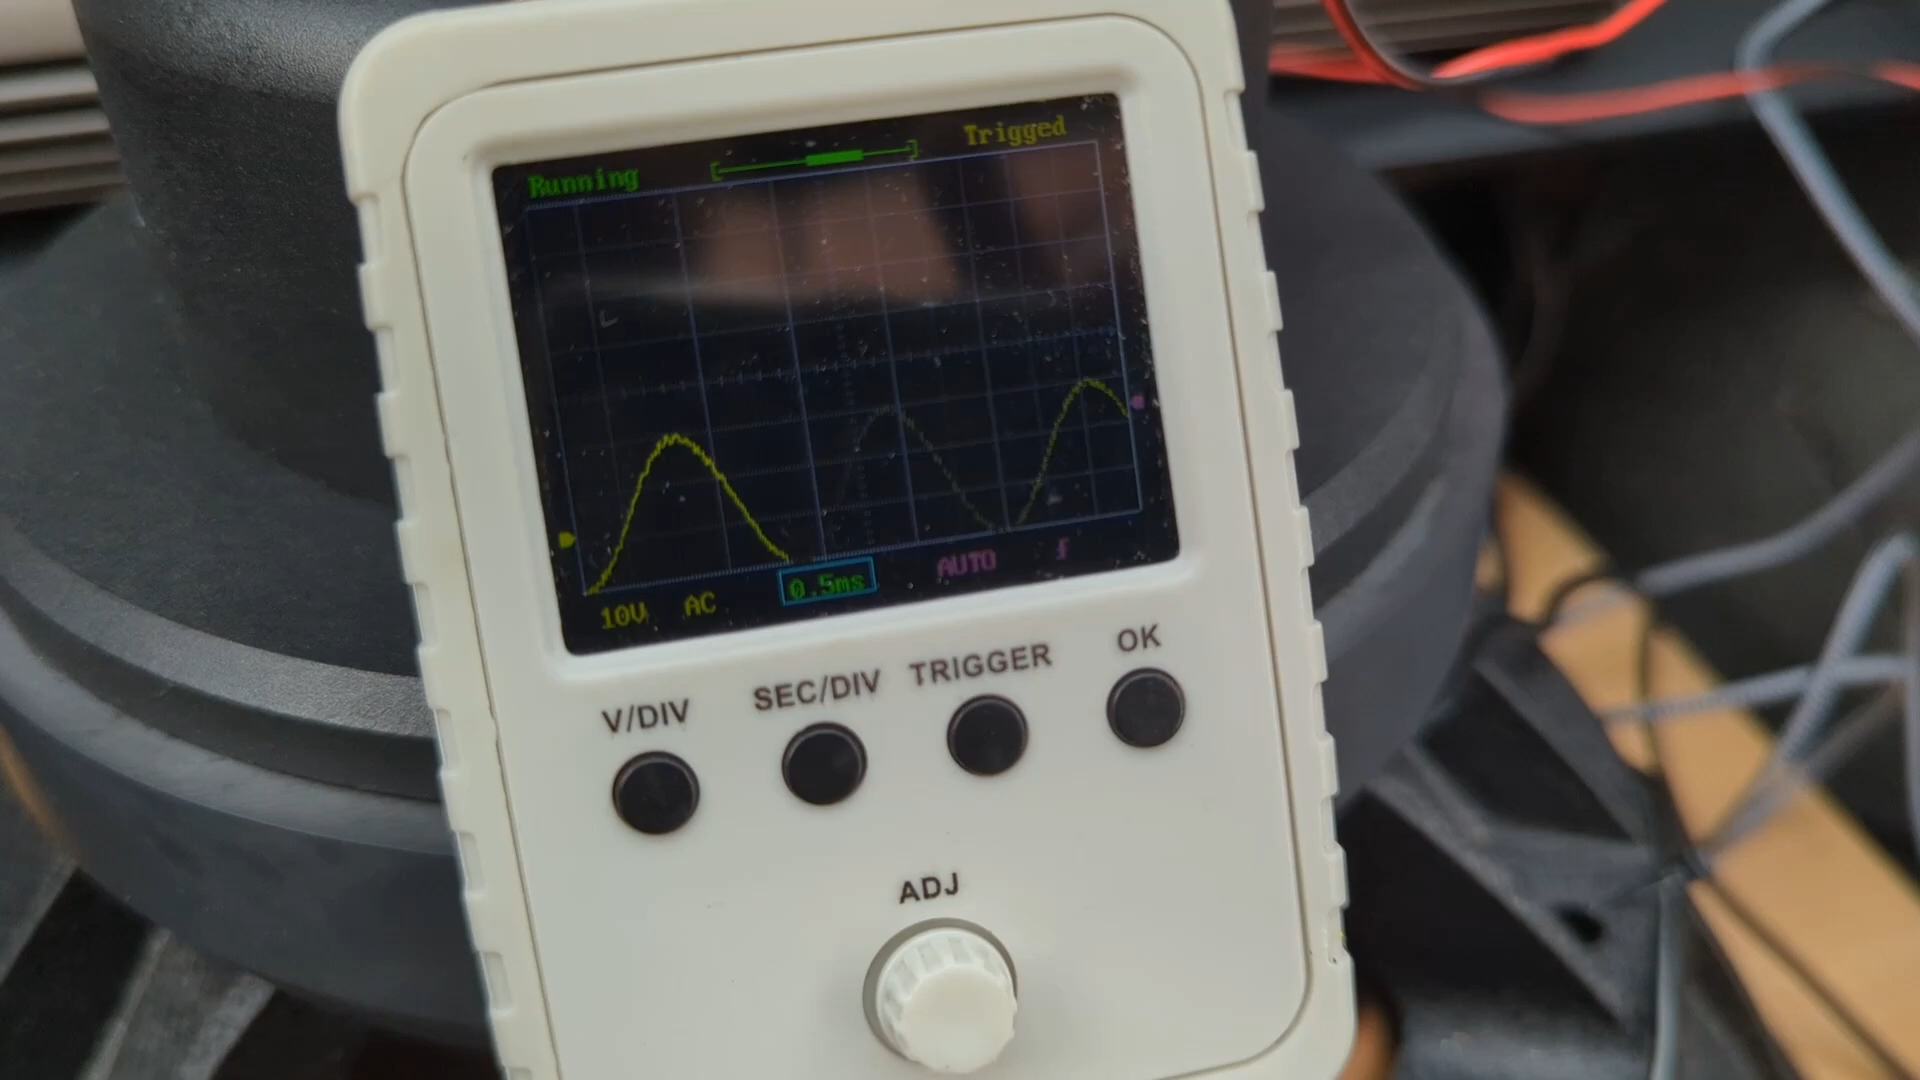 Running Trigged
10V AC 0.5ms AUTO
V/DIV SEC/DIV TRIGGER OK
ADJ